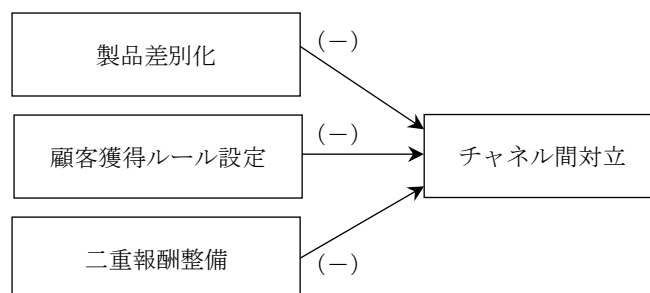 製品差別化
(－)
顧客獲得ルール設定
(－)
チャネル間対立
二重報酬整備
(－)